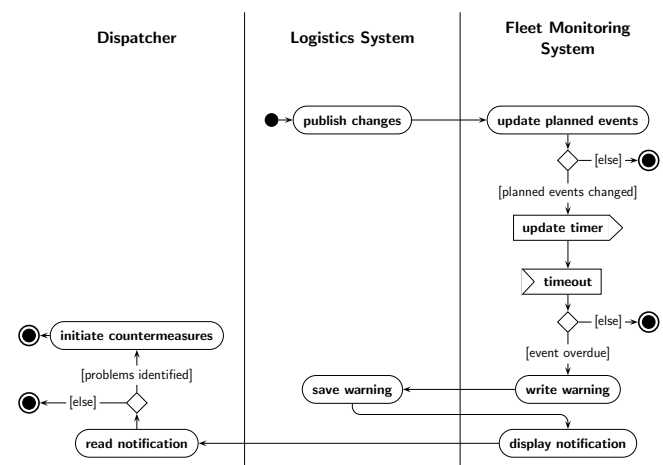 Dispatcher
Logistics System
Fleet Monitoring
System
publish changes
update planned events
[else]
[planned events changed]
update timer
timeout
[else]
[event overdue]
initiate countermeasures
[problems identified]
[else]
save warning
write warning
read notification
display notification